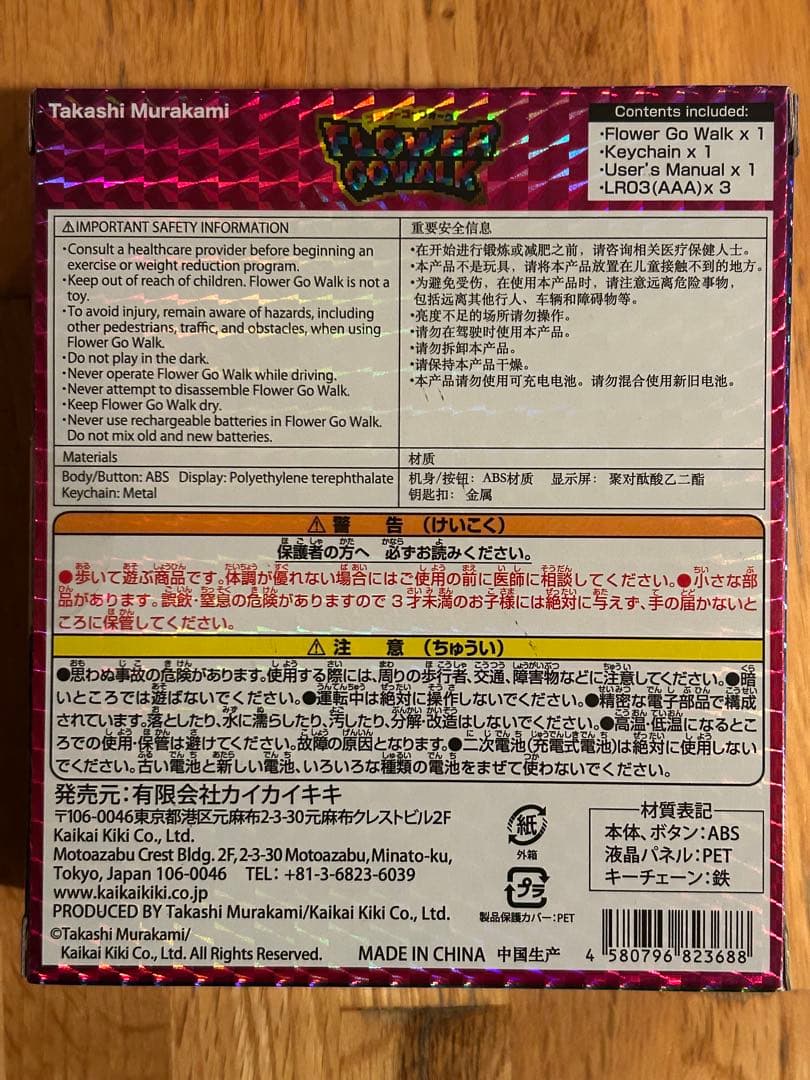 Takashi Murakami
フラワーゴーウォーク
FLOWER
GOWALK
Contents included:
・Flower Go Walk x 1
・Keychain x 1
・User's Manual x 1
・LR03(AAA)x 3
⚠IMPORTANT SAFETY INFORMATION
・Consult a healthcare provider before beginning an
exercise or weight reduction program.
・Keep out of reach of children. Flower Go Walk is not a
toy.
・To avoid injury, remain aware of hazards, including
other pedestrians, traffic, and obstacles, when using
Flower Go Walk.
・Do not play in the dark.
・Never operate Flower Go Walk while driving.
・Never attempt to disassemble Flower Go Walk.
・Keep Flower Go Walk dry.
・Never use rechargeable batteries in Flower Go Walk.
Do not mix old and new batteries.
重要安全信息
・在开始进行锻炼或减肥之前，请咨询相关医疗保健人士。
・本产品不是玩具，请将本产品放置在儿童接触不到的地方。
・为避免受伤，在使用本产品时，请注意远离危险事物，
包括远离其他行人、车辆和障碍物等。
・亮度不足的场所请勿操作。
・请勿在驾驶时使用本产品。
・请勿拆卸本产品。
・请保持本产品干燥。
・本产品请勿使用可充电电池。请勿混合使用新旧电池。
Materials
Body/Button: ABS Display: Polyethylene terephthalate
Keychain: Metal
材质
机身/按钮：ABS材质 显示屏：聚对酞酸乙二酯
钥匙扣：金属
⚠警 告（けいこく）
保護者の方へ 必ずお読みください。
●歩いて遊ぶ商品です。体調が優れない場合にはご使用の前に医師に相談してください。●小さな部
品があります。誤飲・窒息の危険がありますので3才未満のお子様には絶対に与えず、手の届かないと
ころに保管してください。
⚠注 意（ちゅうい）
●思わぬ事故の危険があります。使用する際には、周りの歩行者、交通、障害物などに注意してください。●暗
いところでは遊ばないでください。●運転中は絶対に操作しないでください。●精密な電子部品で構成
されています。落としたり、水に濡らしたり、汚したり、分解・改造はしないでください。●高温・低温になるとこ
ろでの使用・保管は避けてください。故障の原因となります。●二次電池（充電式電池）は絶対に使用しない
でください。古い電池と新しい電池、いろいろな種類の電池をまぜて使わないでください。
発売元：有限会社カイカイキキ
〒106-0046東京都港区元麻布2-3-30元麻布クレストビル2F
Kaikai Kiki Co., Ltd.
Motoazabu Crest Bldg. 2F,2-3-30 Motoazabu,Minato-ku,
Tokyo, Japan 106-0046 TEL: +81-3-6823-6039
www.kaikaikiki.co.jp
PRODUCED BY Takashi Murakami/Kaikai Kiki Co., Ltd.
©Takashi Murakami/
Kaikai Kiki Co., Ltd. All Rights Reserved.
MADE IN CHINA 中国生产
紙
外箱
プラ
製品保護カバー：PET
材質表記
本体、ボタン：ABS
液晶パネル：PET
キーチェーン：鉄
4 580796 823688